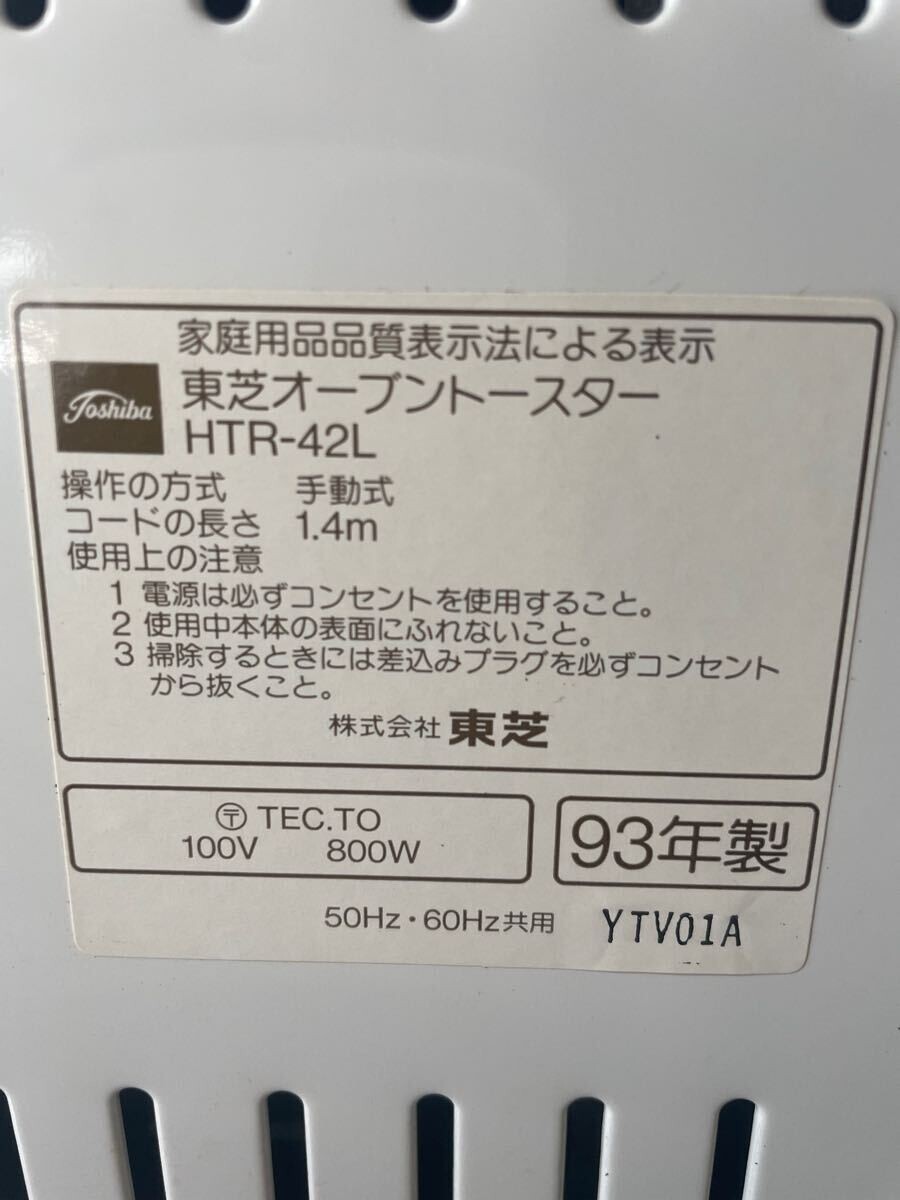 家庭用品品質表示法による表示
Toshiba
東芝オーブントースター
HTR-42L
操作の方式 手動式
コードの長さ 1.4m
使用上の注意
1 電源は必ずコンセントを使用すること。
2 使用中本体の表面にふれないこと。
3 掃除するときには差込みプラグを必ずコンセント
から抜くこと。
株式会社 東芝
〶 TEC.TO
100V 800W
93年製
50Hz・60Hz共用 YTV01A